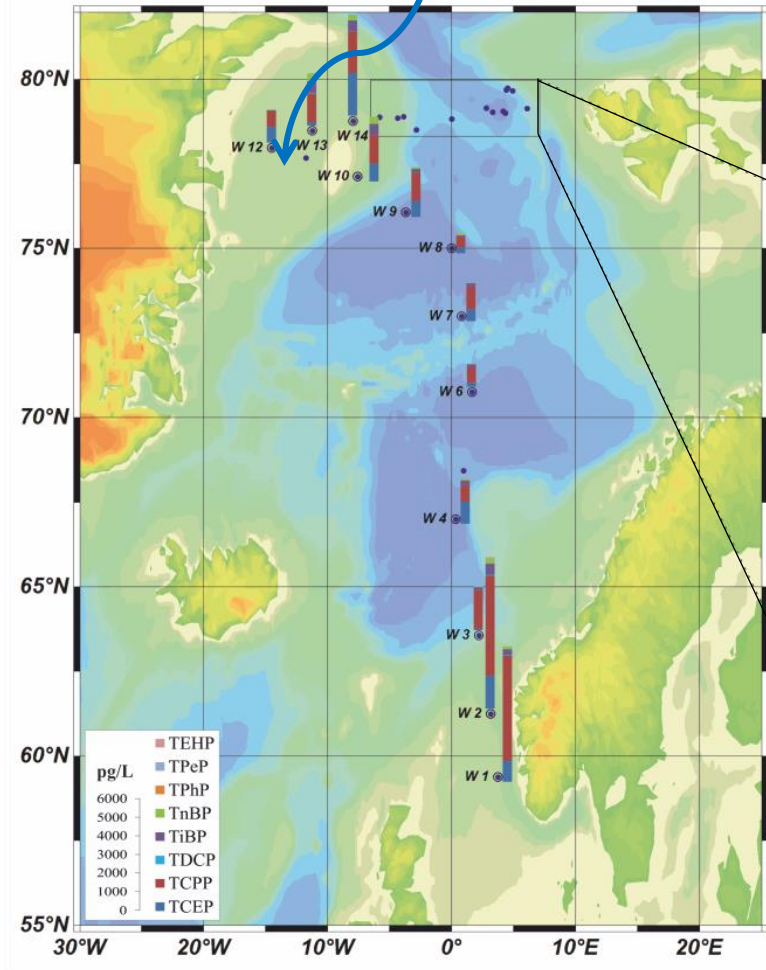 80°N
W 12
W 13
W 14
W 10
W 9
75°N
W 8
W 7
70°N
W 6
W 4
65°N
W 3
W 2
60°N
W 1
pg/L
6000
5000
4000
3000
2000
1000
0
TEHP
TPeP
TPhP
TnBP
TiBP
TDCP
TCPP
TCEP
55°N
30°W 20°W 10°W 0° 10°E 20°E